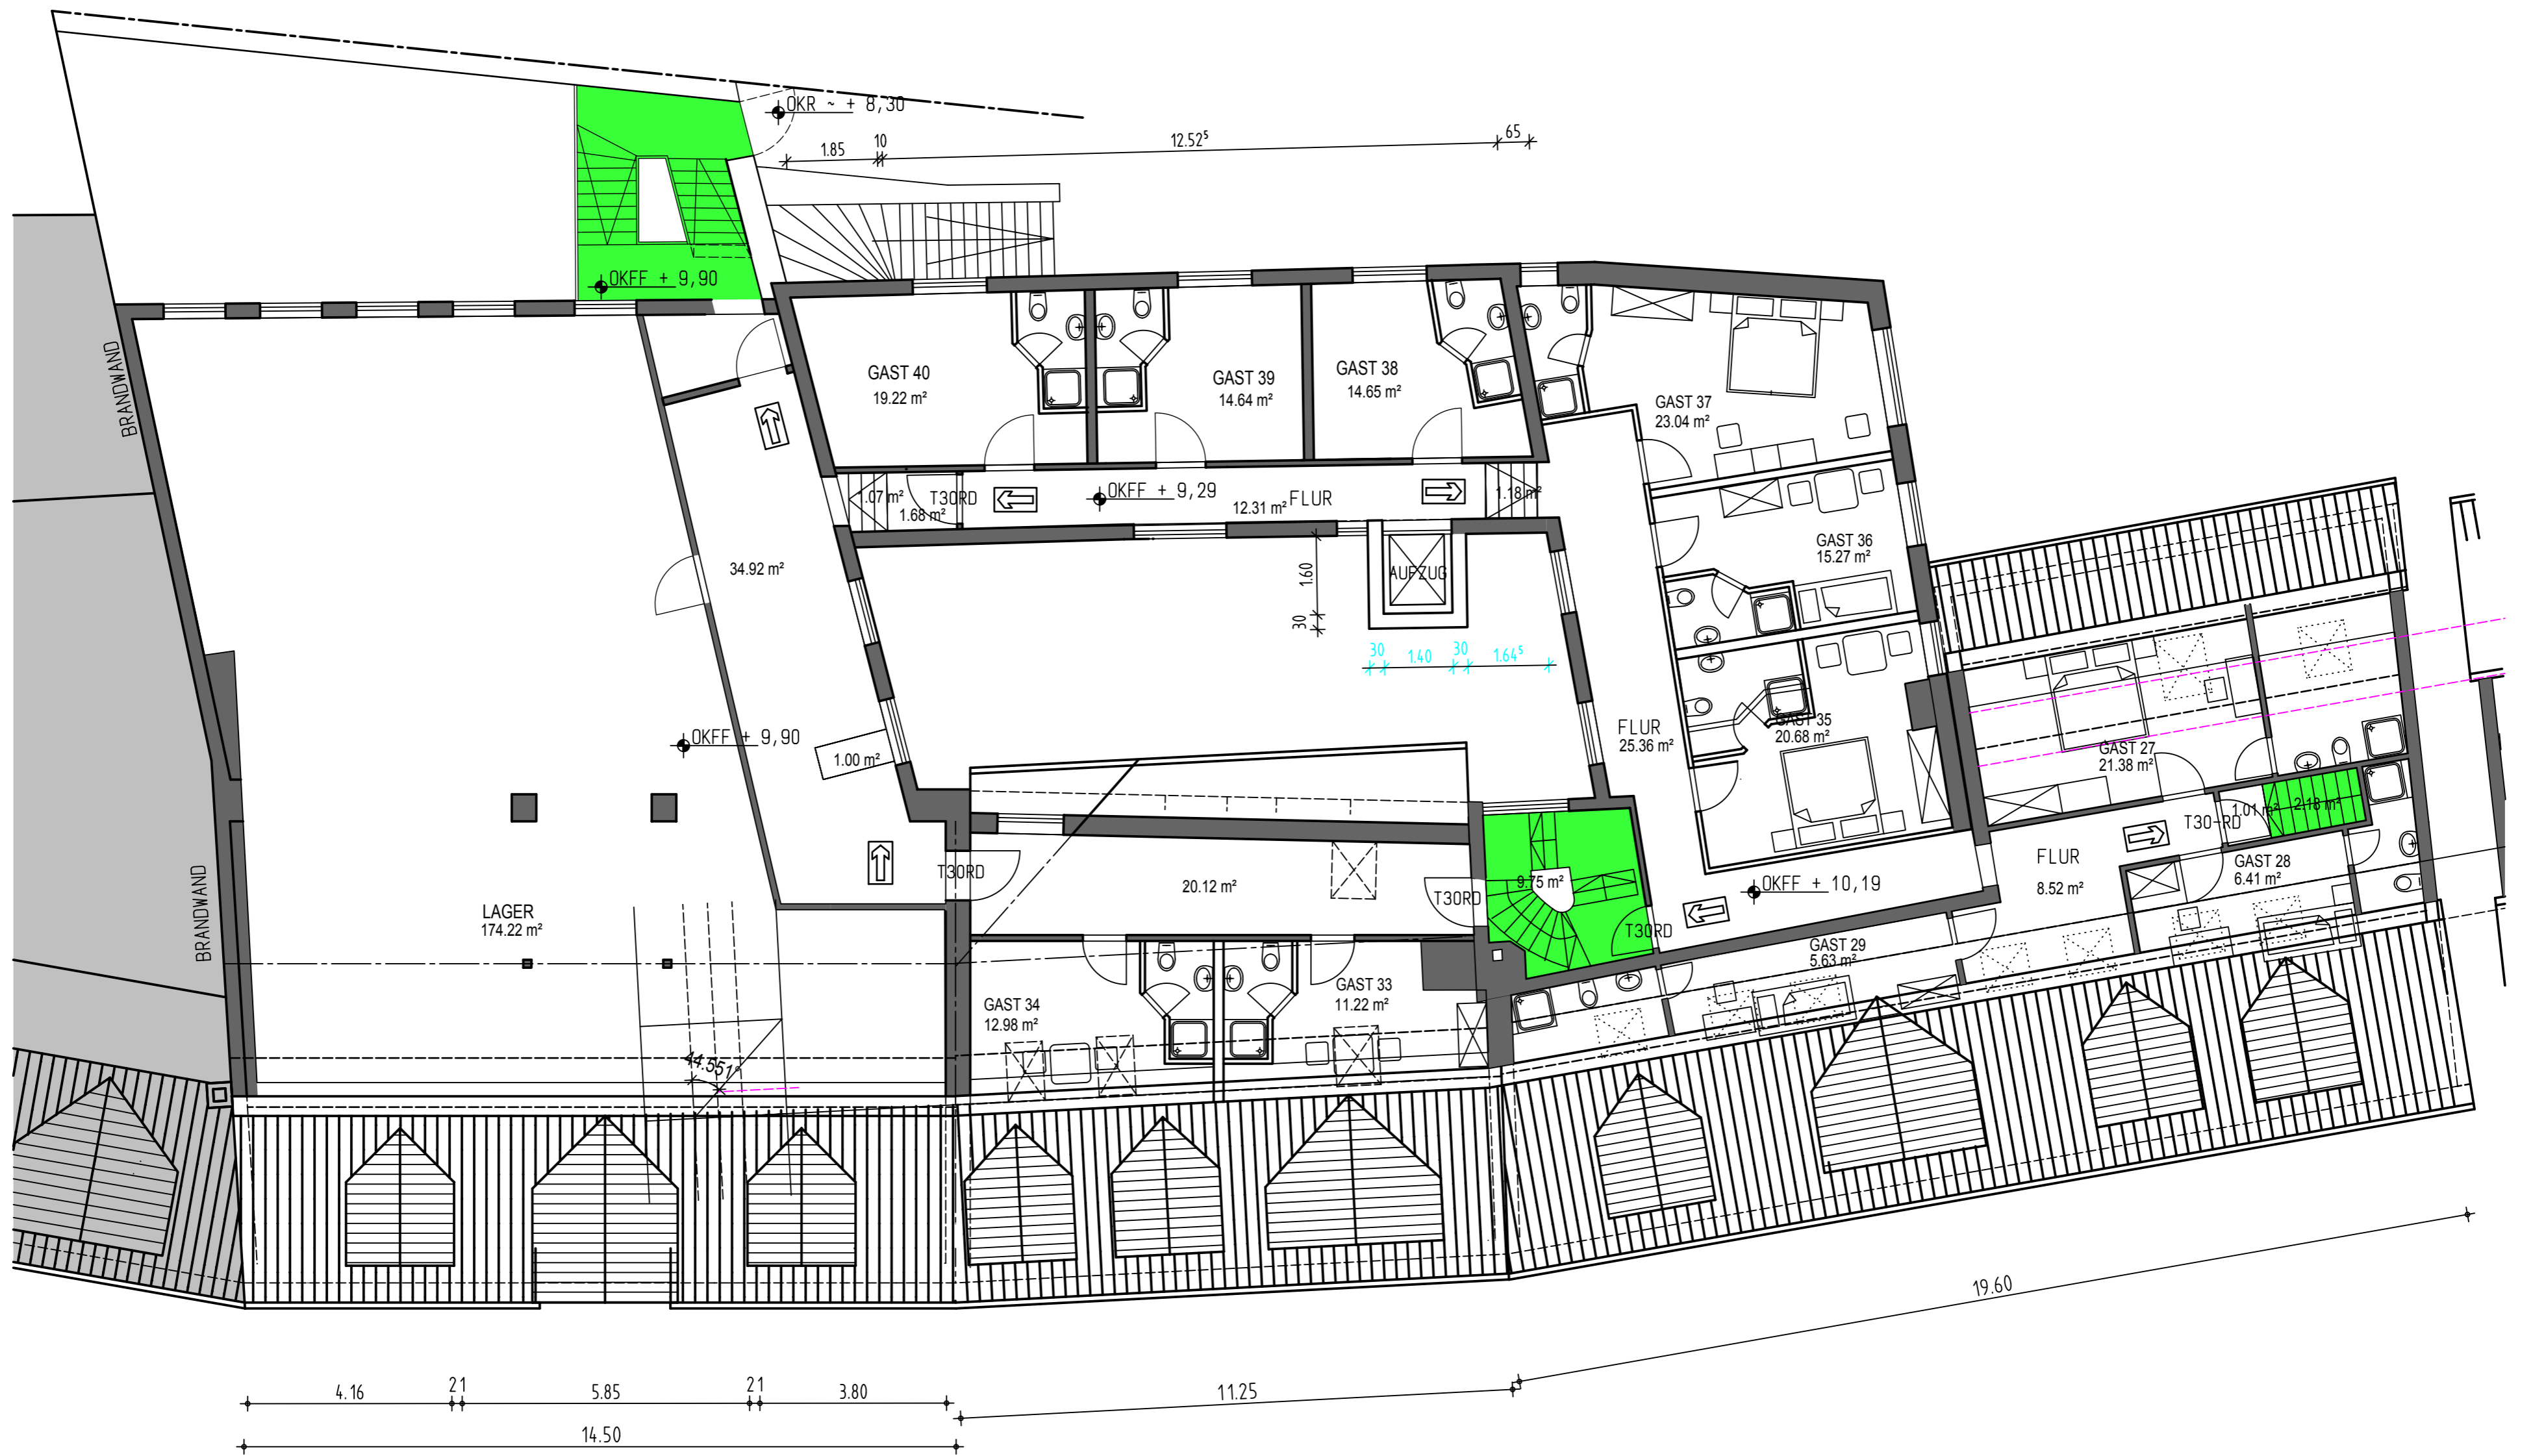 OKR ~ + 8,30
1.85
10
12.52⁵
65
OKFF + 9,90
BRANDWAND
GAST 40
19.22 m²
GAST 39
14.64 m²
GAST 38
14.65 m²
GAST 37
23.04 m²
1.07 m²
T30RD
1.68 m²
OKFF + 9,29
12.31 m²
FLUR
1.18 m²
GAST 36
15.27 m²
34.92 m²
1.60
30
AUFZUG
30
1.40
30
1.64⁵
OKFF + 9,90
1.00 m²
FLUR
25.36 m²
GAST 35
20.68 m²
GAST 27
21.38 m²
1.01 m²
2.18 m²
T30-RD
BRANDWAND
LAGER
174.22 m²
T30RD
20.12 m²
T30RD
9.75 m²
T30RD
OKFF + 10,19
FLUR
8.52 m²
GAST 28
6.41 m²
GAST 29
5.63 m²
GAST 34
12.98 m²
GAST 33
11.22 m²
44.551°
19.60
4.16
21
5.85
21
3.80
11.25
14.50